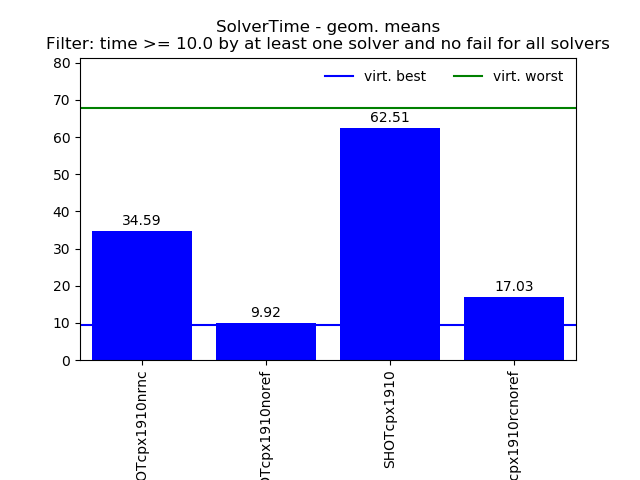 SolverTime - geom. means
Filter: time >= 10.0 by at least one solver and no fail for all solvers
80
70
60
50
40
30
20
10
0
virt. best
virt. worst
34.59
9.92
62.51
17.03
OTcpx1910nrnc
OTcpx1910noref
SHOTcpx1910
cpx1910rcnoref